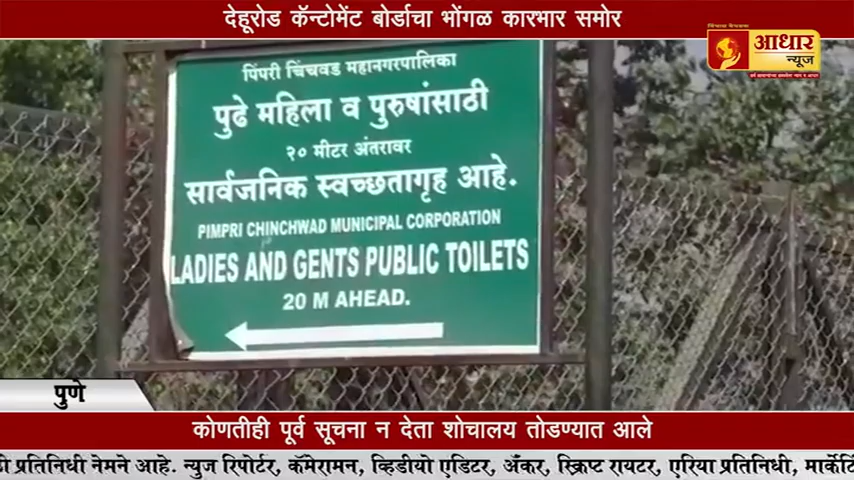 देहूरोड कॅन्टोमेंट बोर्डाचा भोंगळ कारभार समोर
आधार
न्यूज
पिंपरी चिंचवड महानगरपालिका
पुढे महिला व पुरुषांसाठी
२० मीटर अंतरावर
सार्वजनिक स्वच्छतागृह आहे.
PIMPRI CHINCHWAD MUNICIPAL CORPORATION
LADIES AND GENTS PUBLIC TOILETS
20 M AHEAD.
पुणे
कोणतीही पूर्व सूचना न देता शोचालय तोडण्यात आले
प्रतिनिधी नेमने आहे. न्युज रिपोर्टर, कॅमेरामन, व्हिडीयो एडिटर, अँकर, स्क्रिप्ट रायटर, एरिया प्रतिनिधी,